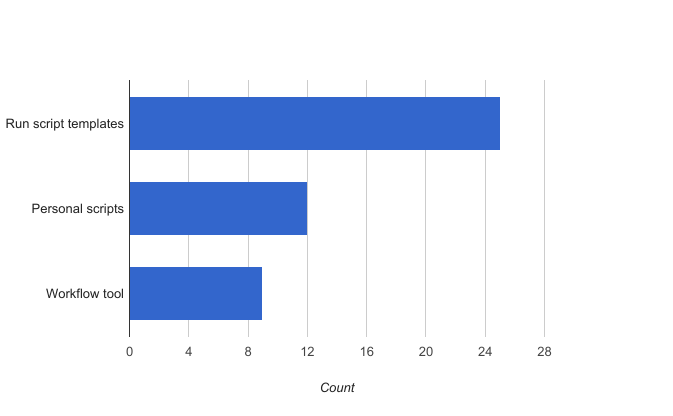 Run script templates
Personal scripts
Workflow tool
0 4 8 12 16 20 24 28
Count